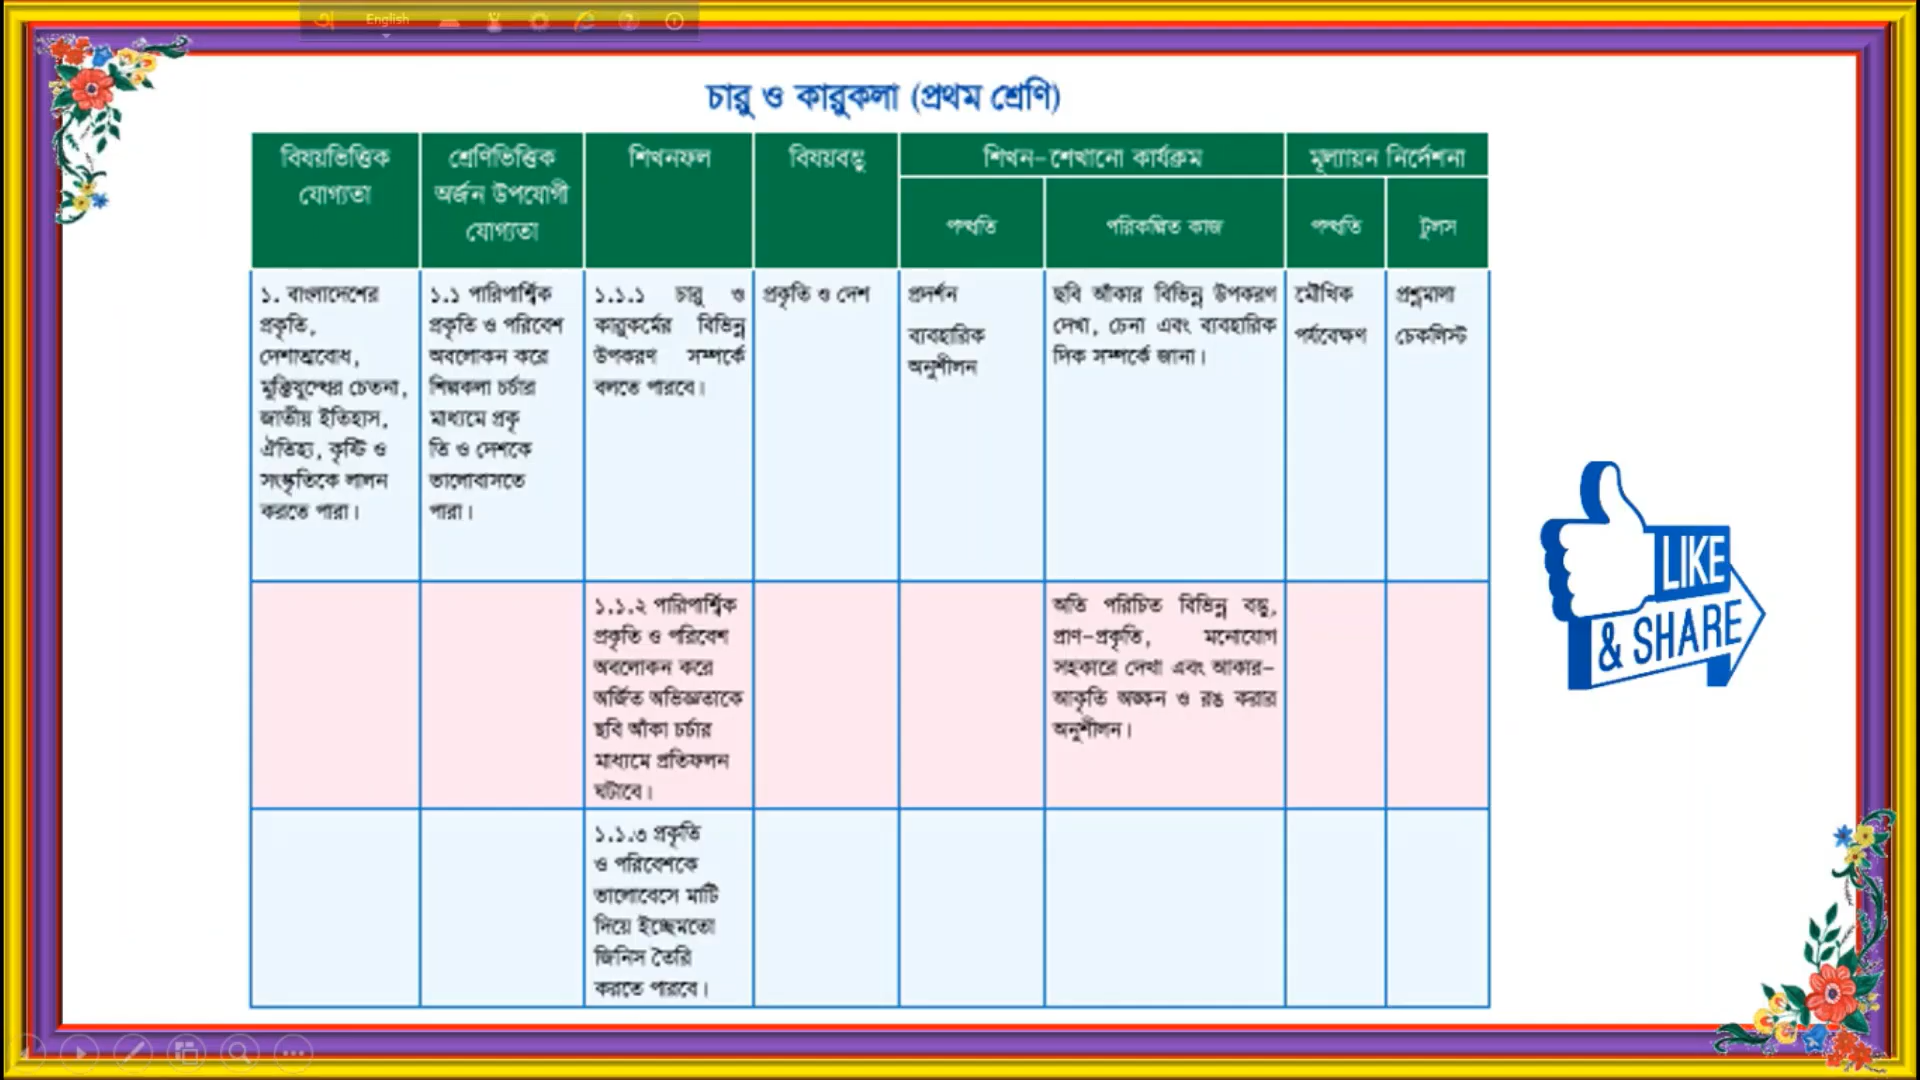 English
চারু ও কারুকলা (প্রথম শ্রেণি)
বিষয়ভিত্তিক
যোগ্যতা
শ্রেণিভিত্তিক
অর্জন উপযোগী
যোগ্যতা
শিখনফল
বিষয়বস্তু
শিখন-শেখানো কার্যক্রম
মূল্যায়ন নির্দেশনা
পদ্ধতি
পরিকল্পিত কাজ
পদ্ধতি
টুলস
১. বাংলাদেশের
প্রকৃতি,
দেশাত্মবোধ,
মুক্তিযুদ্ধের চেতনা,
জাতীয় ইতিহাস,
ঐতিহ্য, কৃষ্টি ও
সংস্কৃতিকে লালন
করতে পারা।
১.১ পারিপার্শ্বিক
প্রকৃতি ও পরিবেশ
অবলোকন করে
শিল্পকলা চর্চার
মাধ্যমে প্রকৃ
তি ও দেশকে
ভালোবাসতে
পারা।
১.১.১ চারু ও
কারুকর্মের বিভিন্ন
উপকরণ সম্পর্কে
বলতে পারবে।
প্রকৃতি ও দেশ
প্রদর্শন
ব্যবহারিক
অনুশীলন
ছবি আঁকার বিভিন্ন উপকরণ
দেখা, চেনা এবং ব্যবহারিক
দিক সম্পর্কে জানা।
মৌখিক
পর্যবেক্ষণ
প্রশ্নমালা
চেকলিস্ট
১.১.২ পারিপার্শ্বিক
প্রকৃতি ও পরিবেশ
অবলোকন করে
অর্জিত অভিজ্ঞতাকে
ছবি আঁকা চর্চার
মাধ্যমে প্রতিফলন
ঘটাবে।
অতি পরিচিত বিভিন্ন বস্তু,
প্রাণ-প্রকৃতি, মনোযোগ
সহকারে দেখা এবং আকার-
আকৃতি অঙ্কন ও রঙ করার
অনুশীলন।
১.১.৩ প্রকৃতি
ও পরিবেশকে
ভালোবেসে মাটি
দিয়ে ইচ্ছেমতো
জিনিস তৈরি
করতে পারবে।
LIKE
& SHARE